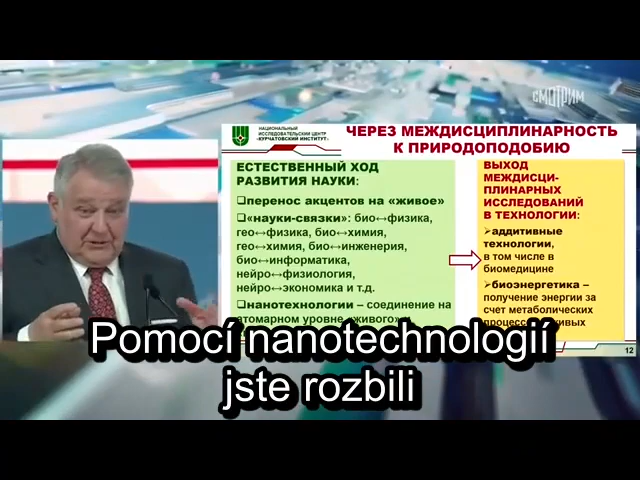 СМОТРИМ
НАЦИОНАЛЬНЫЙ
ИССЛЕДОВАТЕЛЬСКИЙ ЦЕНТР
«КУРЧАТОВСКИЙ ИНСТИТУТ»
ЧЕРЕЗ МЕЖДИСЦИПЛИНАРНОСТЬ
К ПРИРОДОПОДОБИЮ
ЕСТЕСТВЕННЫЙ ХОД
РАЗВИТИЯ НАУКИ:
❑перенос акцентов на «живое»
❑«науки-связки»: био↔физика,
гео↔физика, био↔химия,
гео↔химия, био↔инженерия,
био↔информатика,
нейро↔физиология,
нейро↔экономика и т.д.
❑нанотехнологии – соединение на
атомарном уровне «живого» и
ВЫХОД
МЕЖДИСЦИ-
ПЛИНАРНЫХ
ИССЛЕДОВАНИЙ
В ТЕХНОЛОГИИ:
➢аддитивные
технологии,
в том числе в
биомедицине
➢биоэнергетика –
получение энергии за
счет метаболических
12
Pomocí nanotechnologií
jste rozbili